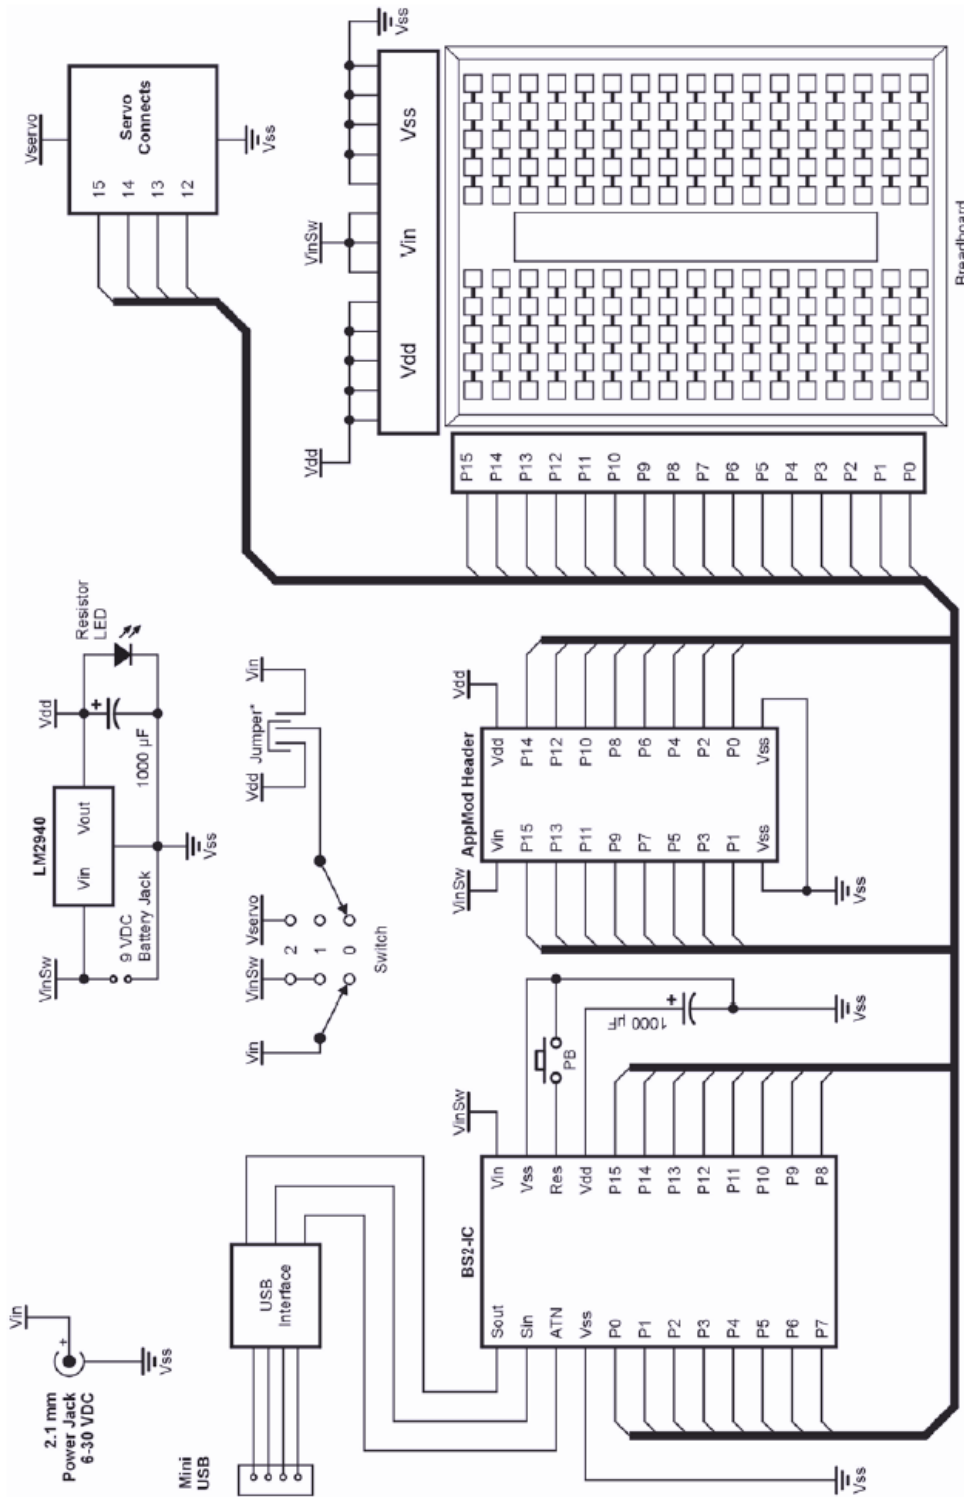 2.1 mm
Power Jack
6-30 VDC
Vin
+
Vss
Mini
USB
USB
Interface
VinSw
9 VDC
Battery Jack
LM2940
Vin
Vout
Vss
Vdd
+
1000 µF
Resistor
LED
Vin
VinSw
Vservo
2
1
0
Switch
Vdd
Jumper*
Vin
Vservo
Servo
Connects
15
14
13
12
Vss
BS2-IC
Sout
Sin
ATN
Vss
P0
P1
P2
P3
P4
P5
P6
P7
Vin
Vss
Res
Vdd
P15
P14
P13
P12
P11
P10
P9
P8
Vss
VinSw
PB
1000 µF
+
Vss
AppMod Header
VinSw
Vdd
Vin
P15
P13
P11
P9
P7
P5
P3
P1
Vss
Vdd
P14
P12
P10
P8
P6
P4
P2
P0
Vss
Vss
Vdd
VinSw
Vss
Vdd
Vin
Vss
P15
P14
P13
P12
P11
P10
P9
P8
P7
P6
P5
P4
P3
P2
P1
P0
Breadboard